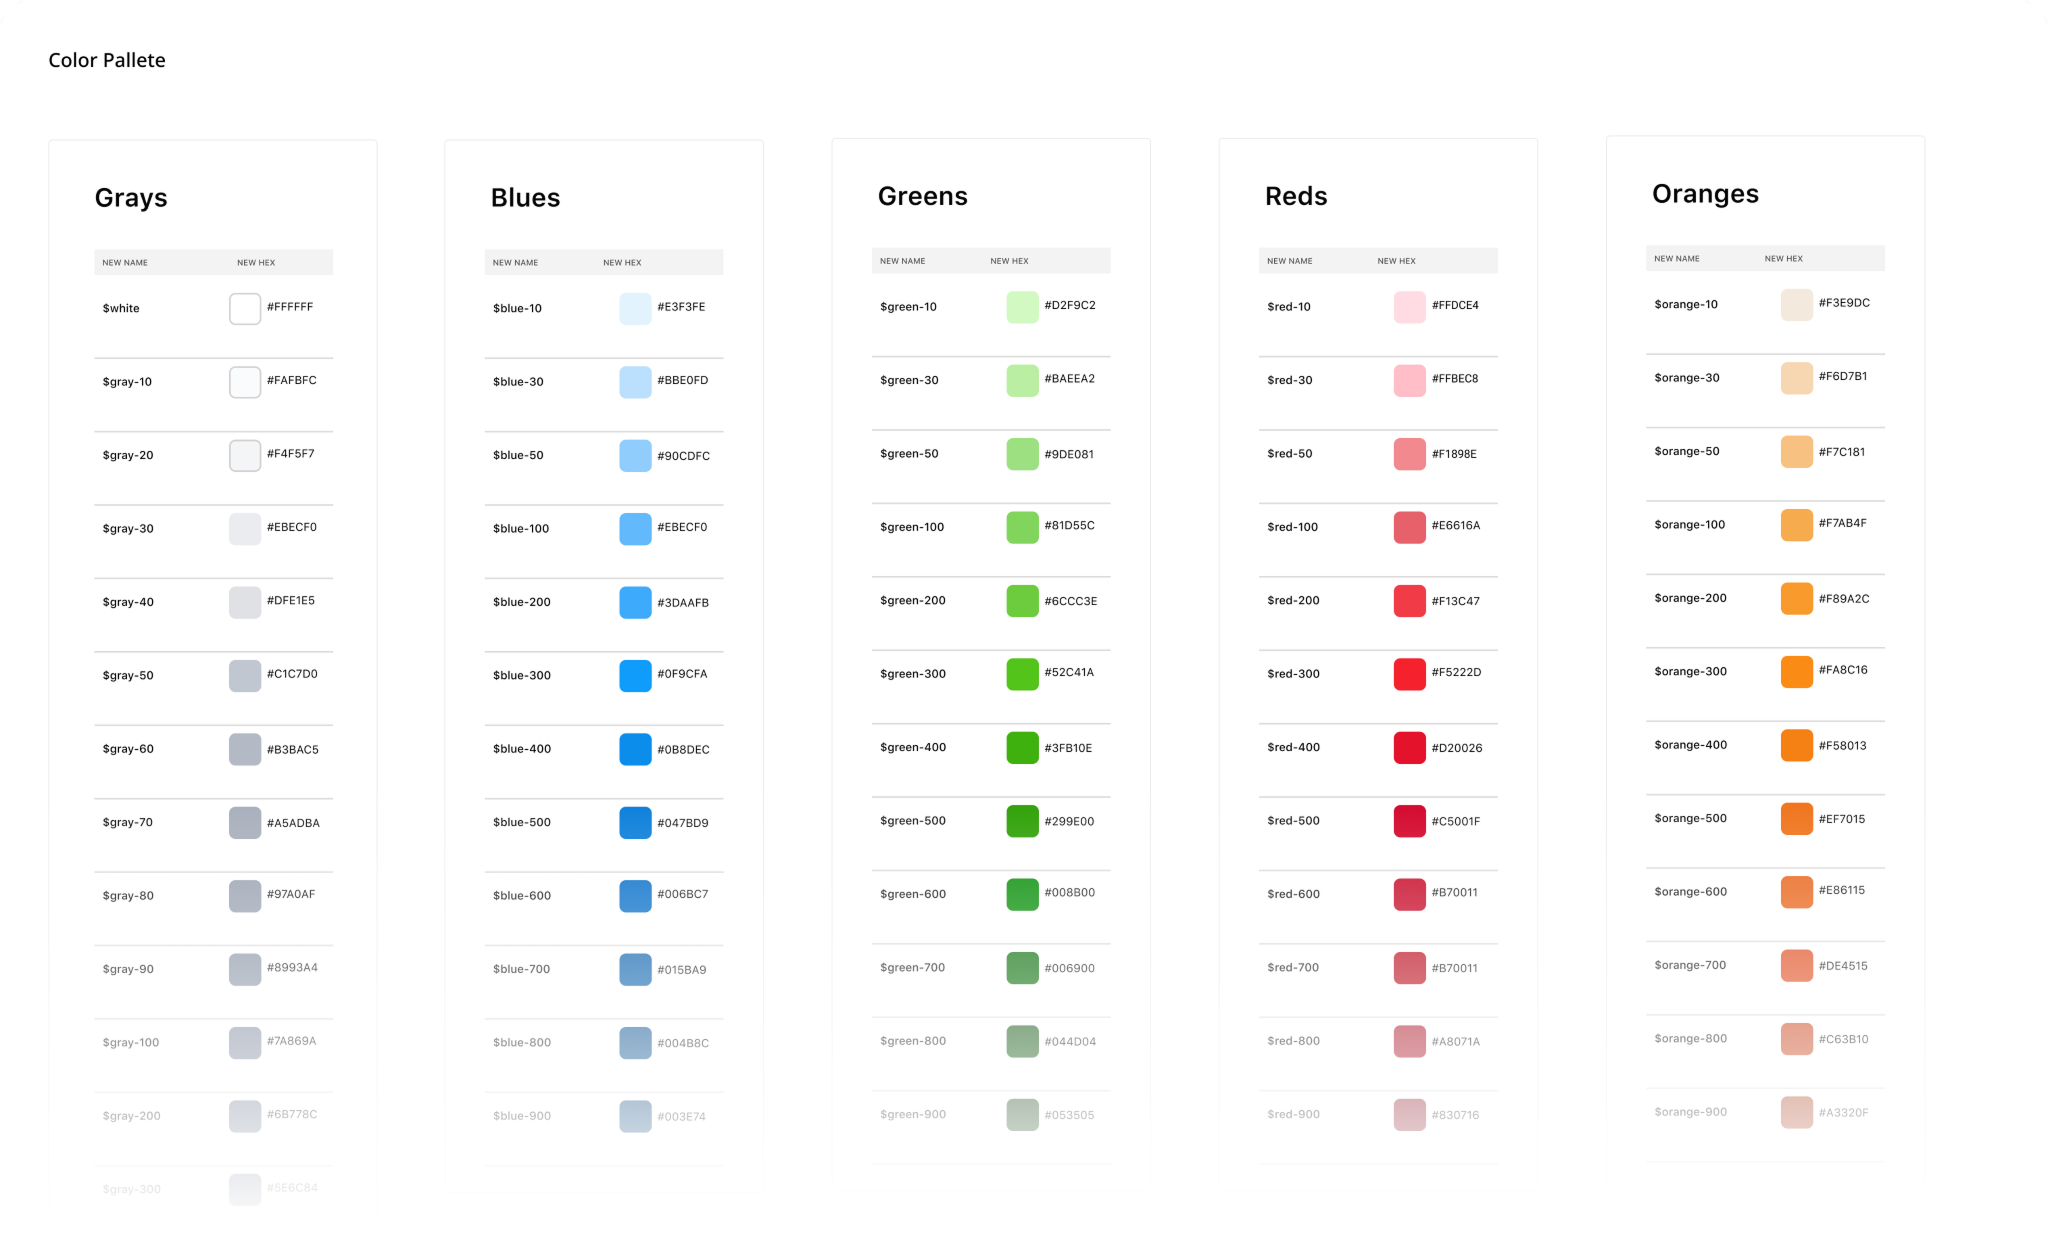 Color Pallete
Grays
NEW NAME NEW HEX
$white #FFFFFF
$gray-10 #FAFBFC
$gray-20 #F4F5F7
$gray-30 #EBECF0
$gray-40 #DFE1E5
$gray-50 #C1C7D0
$gray-60 #B3BAC5
$gray-70 #A5ADBA
$gray-80 #97A0AF
$gray-90 #8993A4
$gray-100 #7A869A
$gray-200 #6B778C
$gray-300 #5E6C84
Blues
NEW NAME NEW HEX
$blue-10 #E3F3FE
$blue-30 #BBE0FD
$blue-50 #90CDFC
$blue-100 #EBECF0
$blue-200 #3DAAFB
$blue-300 #0F9CFA
$blue-400 #0B8DEC
$blue-500 #047BD9
$blue-600 #006BC7
$blue-700 #015BA9
$blue-800 #004B8C
$blue-900 #003E74
Greens
NEW NAME NEW HEX
$green-10 #D2F9C2
$green-30 #BAEEA2
$green-50 #9DE081
$green-100 #81D55C
$green-200 #6CCC3E
$green-300 #52C41A
$green-400 #3FB10E
$green-500 #299E00
$green-600 #008B00
$green-700 #006900
$green-800 #044D04
$green-900 #053505
Reds
NEW NAME NEW HEX
$red-10 #FFDCE4
$red-30 #FFBEC8
$red-50 #F1898E
$red-100 #E6616A
$red-200 #F13C47
$red-300 #F5222D
$red-400 #D20026
$red-500 #C5001F
$red-600 #B70011
$red-700 #B70011
$red-800 #A8071A
$red-900 #830716
Oranges
NEW NAME NEW HEX
$orange-10 #F3E9DC
$orange-30 #F6D7B1
$orange-50 #F7C181
$orange-100 #F7AB4F
$orange-200 #F89A2C
$orange-300 #FA8C16
$orange-400 #F58013
$orange-500 #EF7015
$orange-600 #E86115
$orange-700 #DE4515
$orange-800 #C63B10
$orange-900 #A3320F